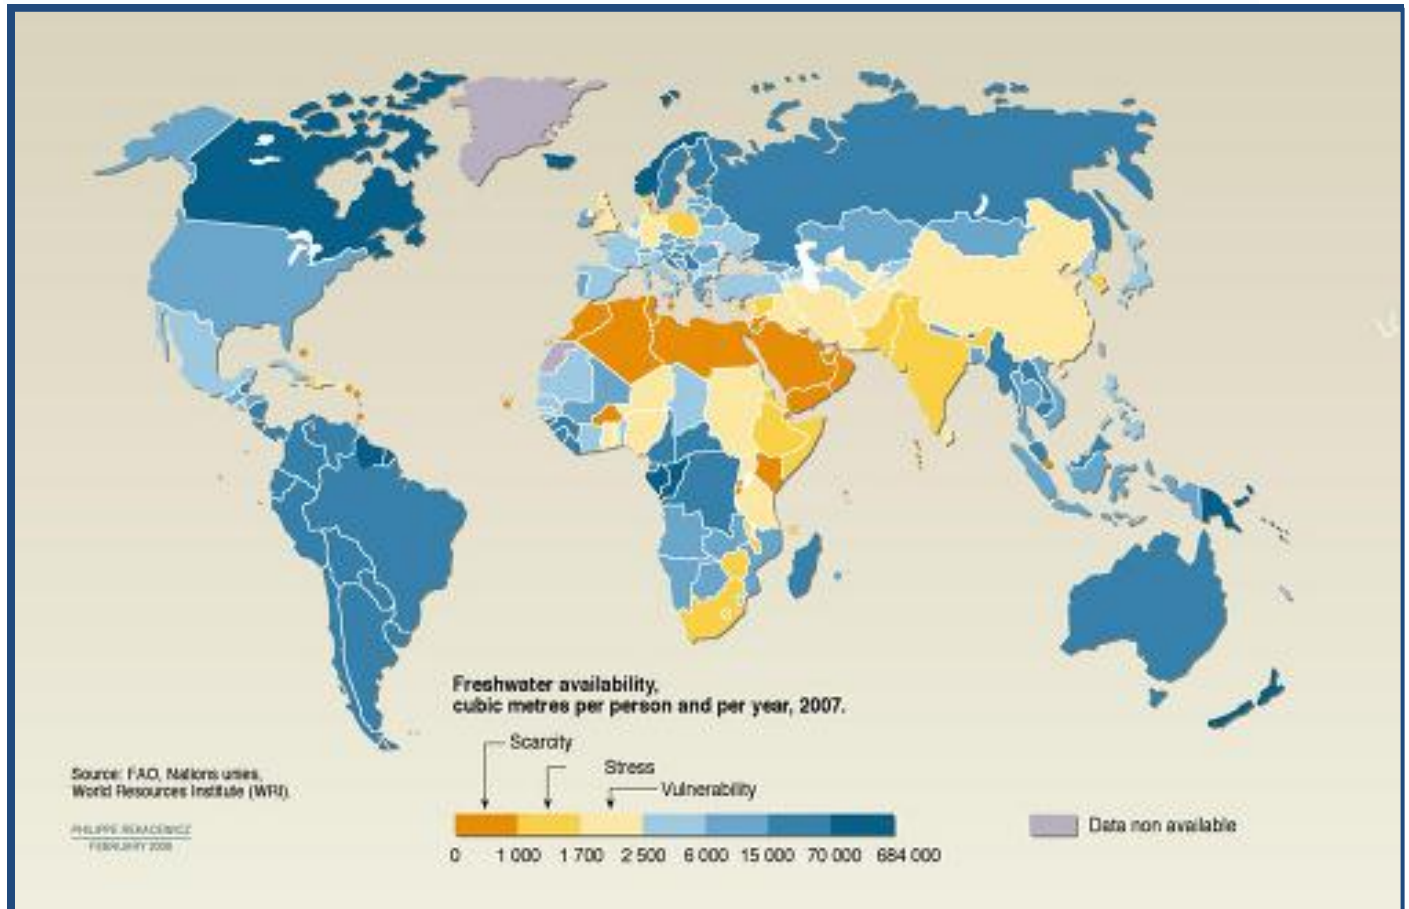 Freshwater availability,
cubic metres per person and per year, 2007.
Scarcity
Stress
Vulnerability
0 1 000 1 700 2 500 6 000 15 000 70 000 684 000
Data non available
Source: FAO, Nations unies,
World Resources Institute (WRI).
PHILIPPE REKACEWICZ
FEBRUARY 2008